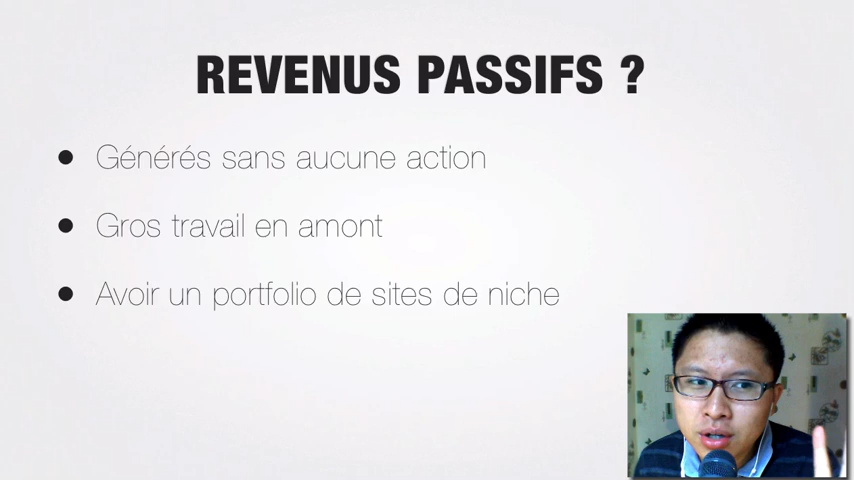 REVENUS PASSIFS ?
• Générés sans aucune action
• Gros travail en amont
• Avoir un portfolio de sites de niche